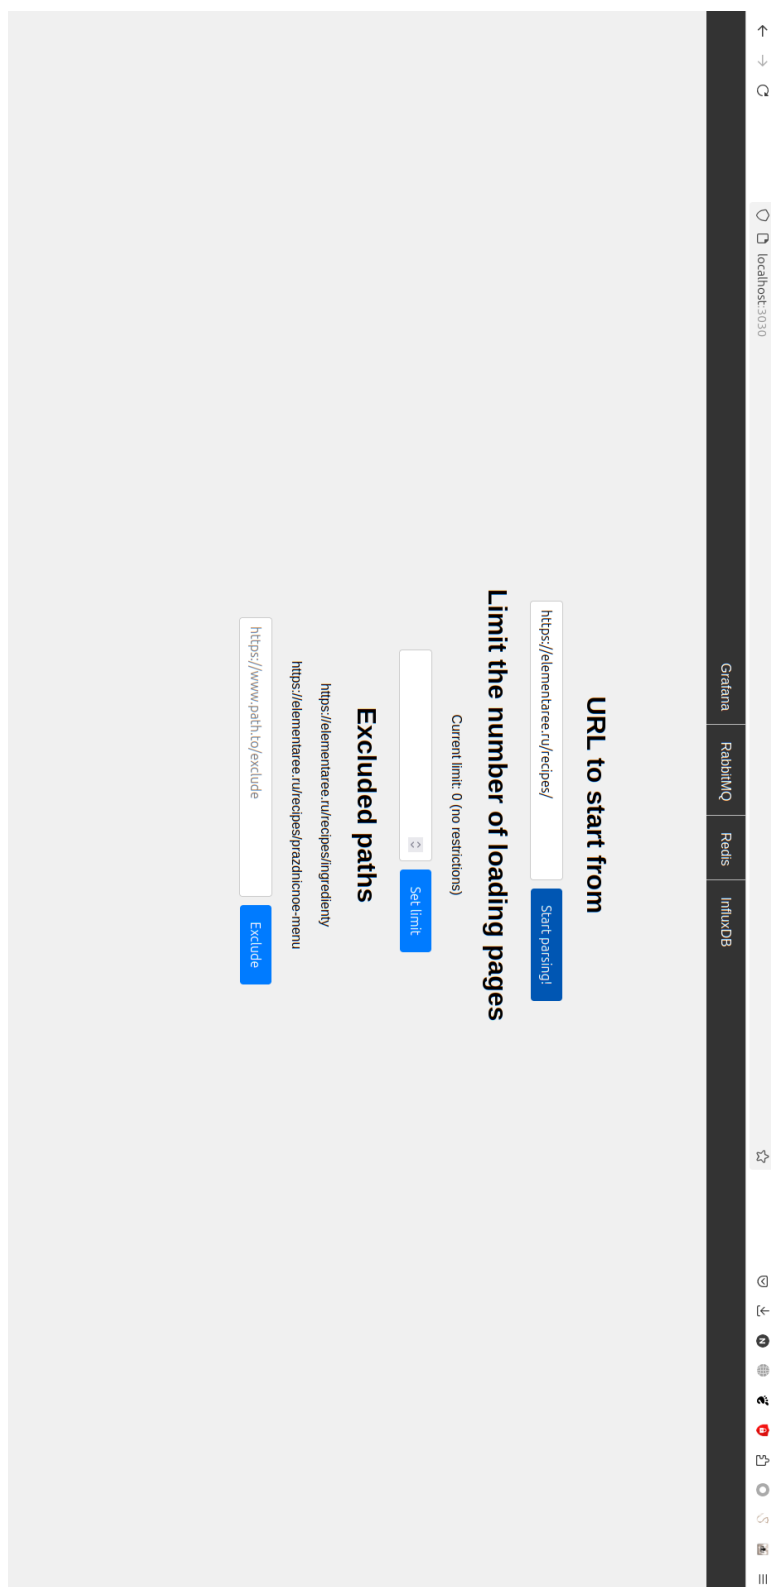 localhost:3030
Grafana RabbitMQ Redis InfluxDB
URL to start from
https://elementaree.ru/recipes/ Start parsing!
Limit the number of loading pages
Current limit: 0 (no restrictions)
Set limit
Excluded paths
https://elementaree.ru/recipes/ingredienty
https://elementaree.ru/recipes/prazdnicnoe-menu
https://www.path.to/exclude Exclude